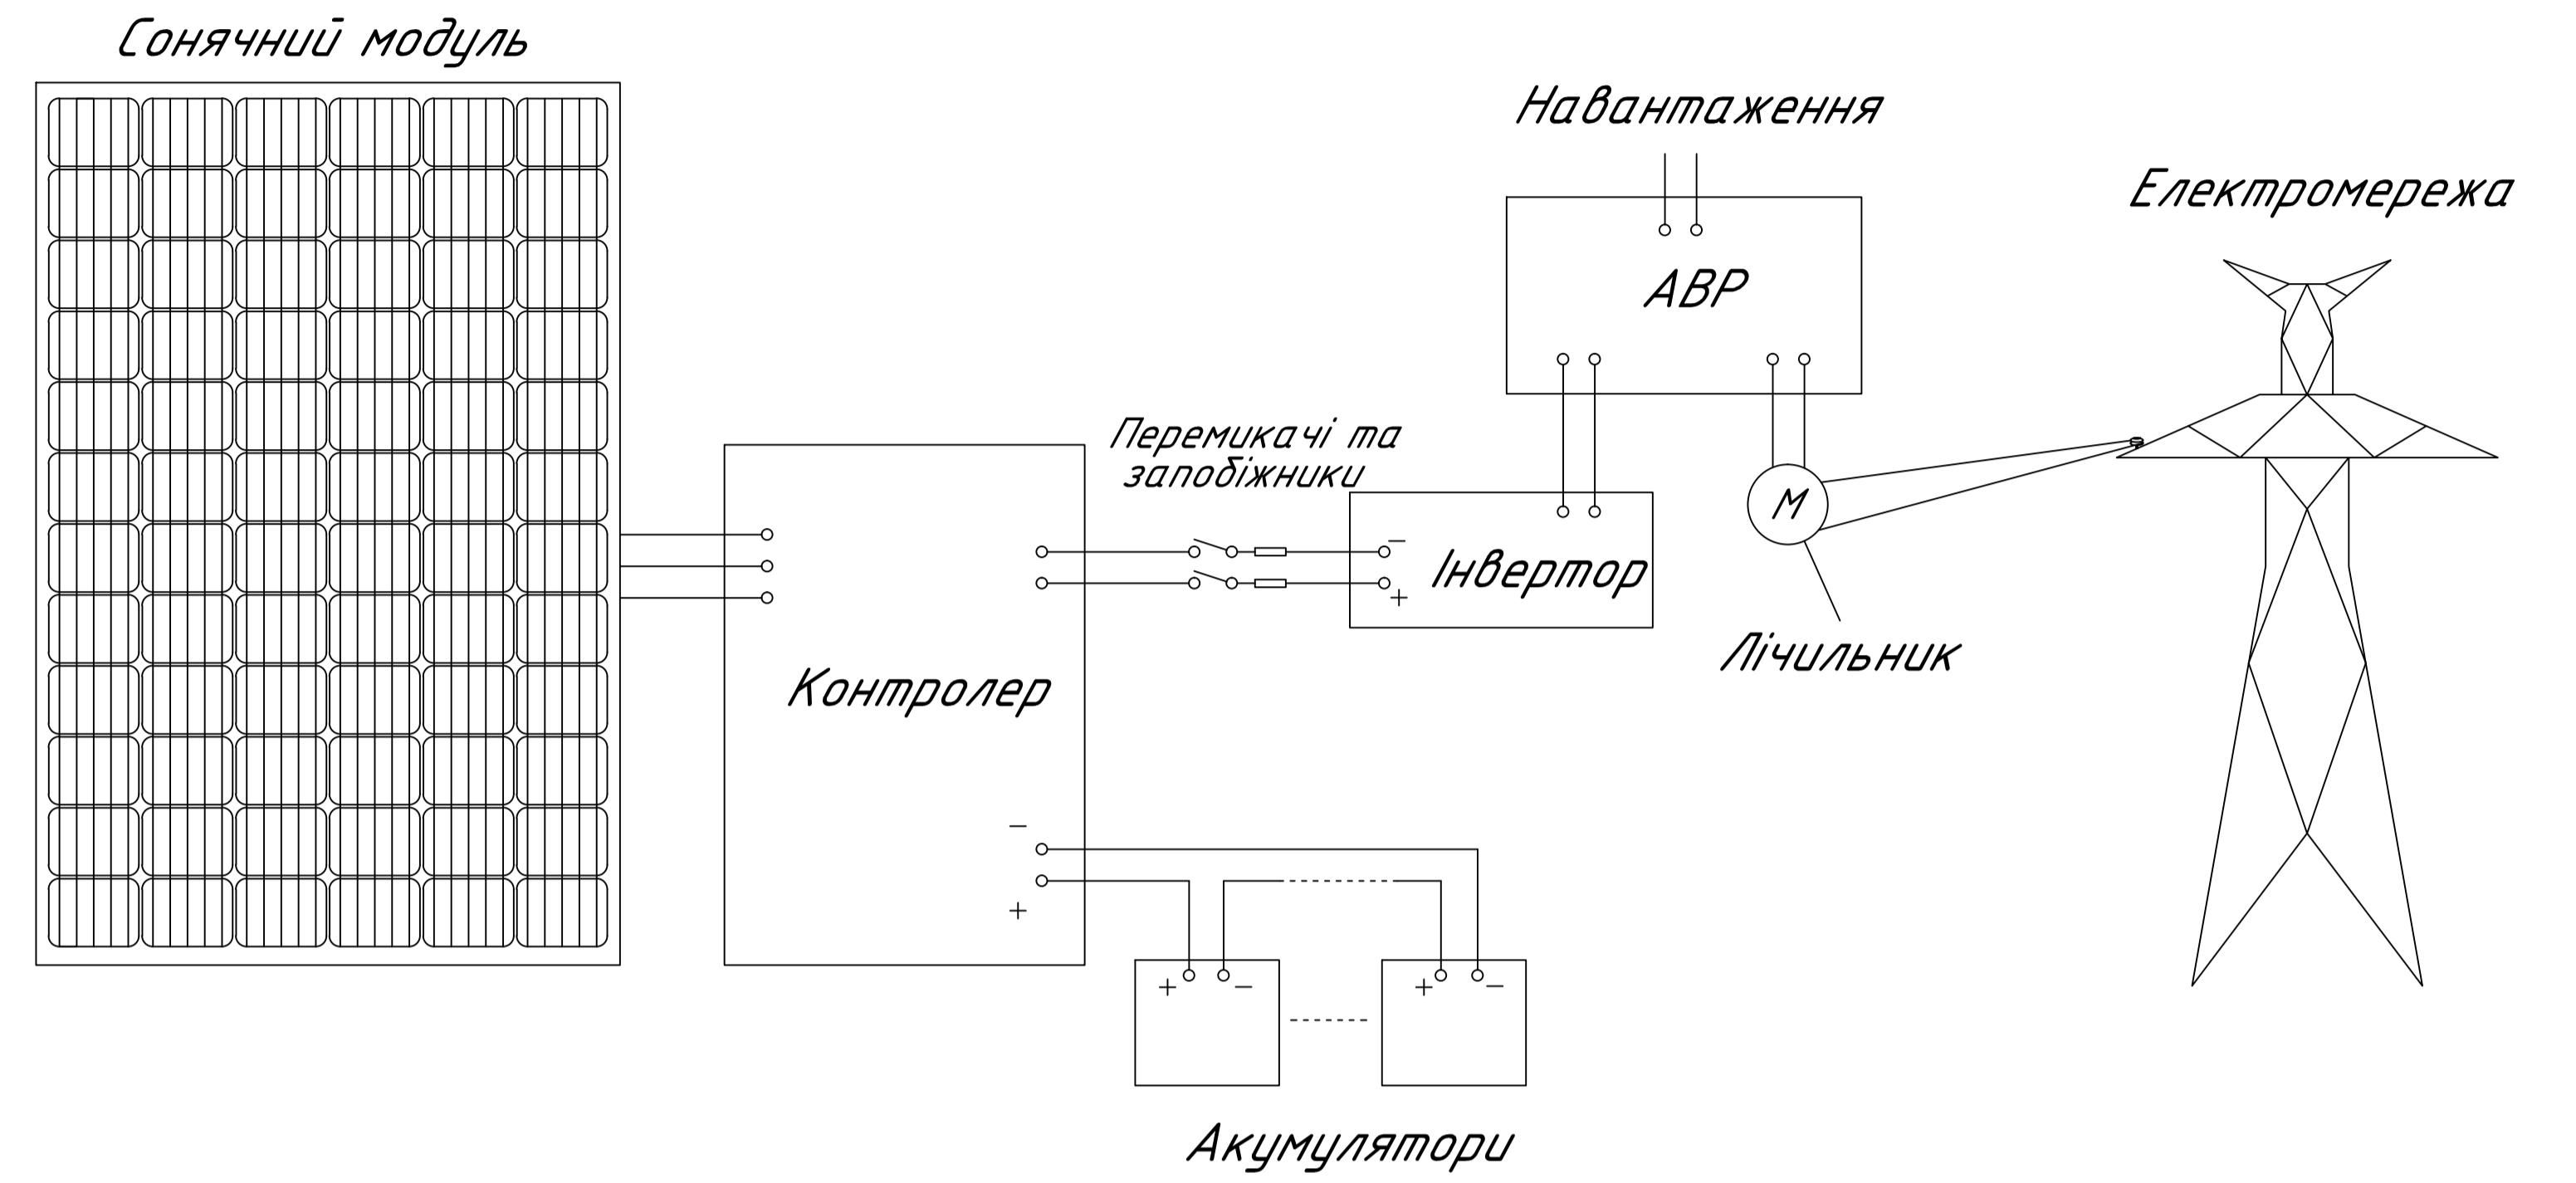 Сонячний модуль
Навантаження
Електромережа
АВР
Перемикачі та
запобіжники
− 
Інвертор
+
М
Лічильник
Контролер
−
+
+ − + −
Акумулятори